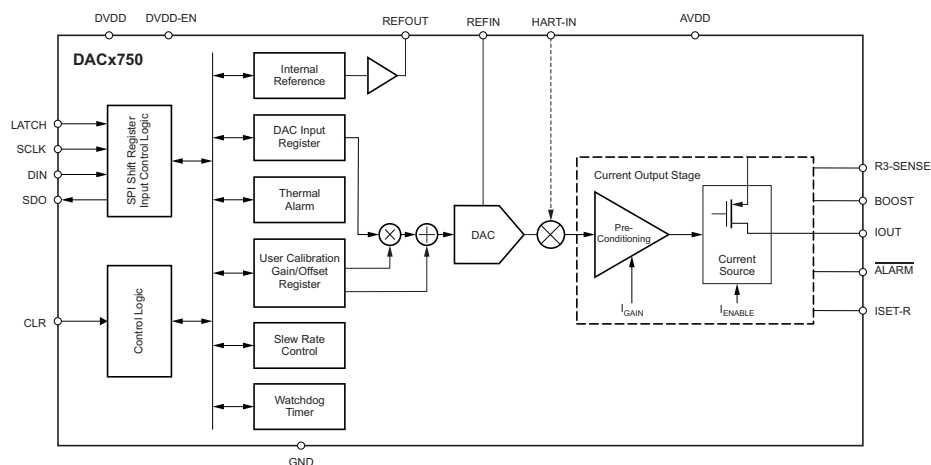 DVDD
DVDD-EN
REFOUT
REFIN
HART-IN
AVDD
DACx750
LATCH
SCLK
DIN
SDO
CLR
SPI Shift Register
Input Control Logic
Control Logic
Internal
Reference
DAC Input
Register
Thermal
Alarm
User Calibration
Gain/Offset
Register
Slew Rate
Control
Watchdog
Timer
DAC
Current Output Stage
Pre-
Conditioning
Current
Source
IGAIN
IENABLE
R3-SENSE
BOOST
IOUT
ALARM
ISET-R
GND